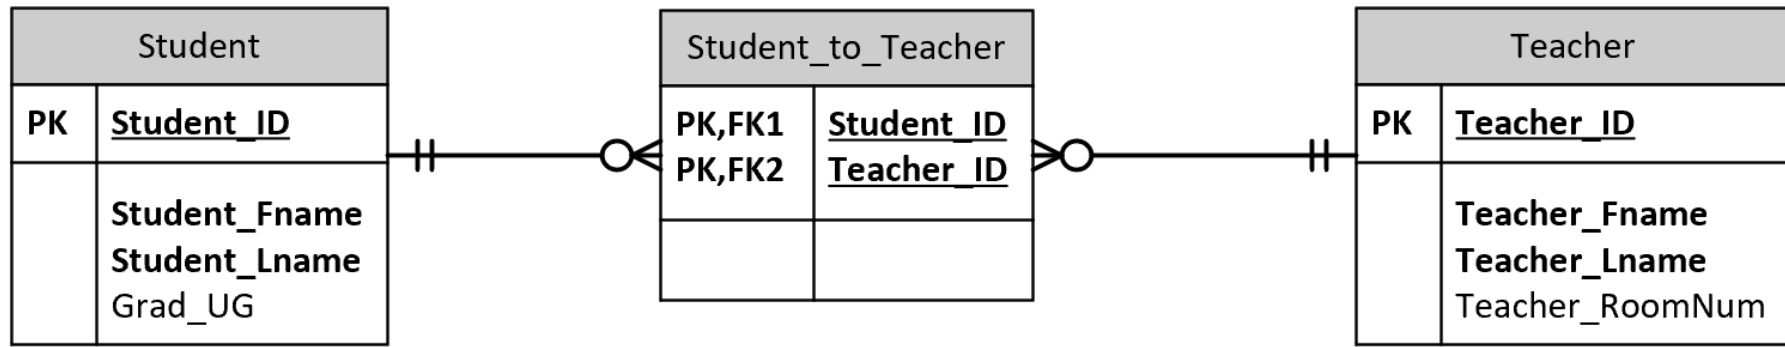 Student
PK Student_ID
Student_Fname
Student_Lname
Grad_UG
Student_to_Teacher
PK,FK1 Student_ID
PK,FK2 Teacher_ID
Teacher
PK Teacher_ID
Teacher_Fname
Teacher_Lname
Teacher_RoomNum